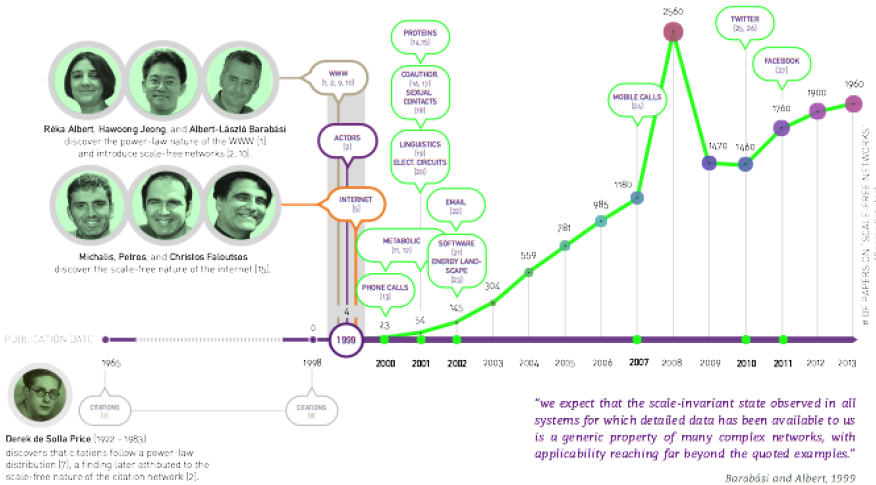 PROTEINS
[14,15]
COAUTHOR.
[16, 17]
SEXUAL
CONTACTS
[18]
LINGUISTICS
[19]
ELECT. CIRCUITS
[20]
WWW
[1, 2, 9, 10]
ACTORS
[2]
INTERNET
[5]
Réka Albert, Hawoong Jeong, and Albert-László Barabási
discover the power-law nature of the WWW [1]
and introduce scale-free networks [2, 10].
Michalis, Petros, and Christos Faloutsos
discover the scale-free nature of the internet [15].
METABOLIC
[11, 12]
PHONE CALLS
[13]
EMAIL
[22]
SOFTWARE
[21]
ENERGY LAND-
SCAPE
[23]
MOBILE CALLS
[24]
TWITTER
[25, 26]
FACEBOOK
[27]
0
4
23
54
145
304
559
781
985
1180
2560
1470
1460
1760
1900
1960
# OF PAPERS ON "SCALE-FREE NETWORKS"
PUBLICATION DATE
1965
1998
1999
2000
2001
2002
2003
2004
2005
2006
2007
2008
2009
2010
2011
2012
2013
CITATIONS
[7]
CITATIONS
[8]
Derek de Solla Price [1922 - 1983]
discovers that citations follow a power-law
distribution [7], a finding later attributed to the
scale-free nature of the citation network [2].
"we expect that the scale-invariant state observed in all
systems for which detailed data has been available to us
is a generic property of many complex networks, with
applicability reaching far beyond the quoted examples."
Barabási and Albert, 1999